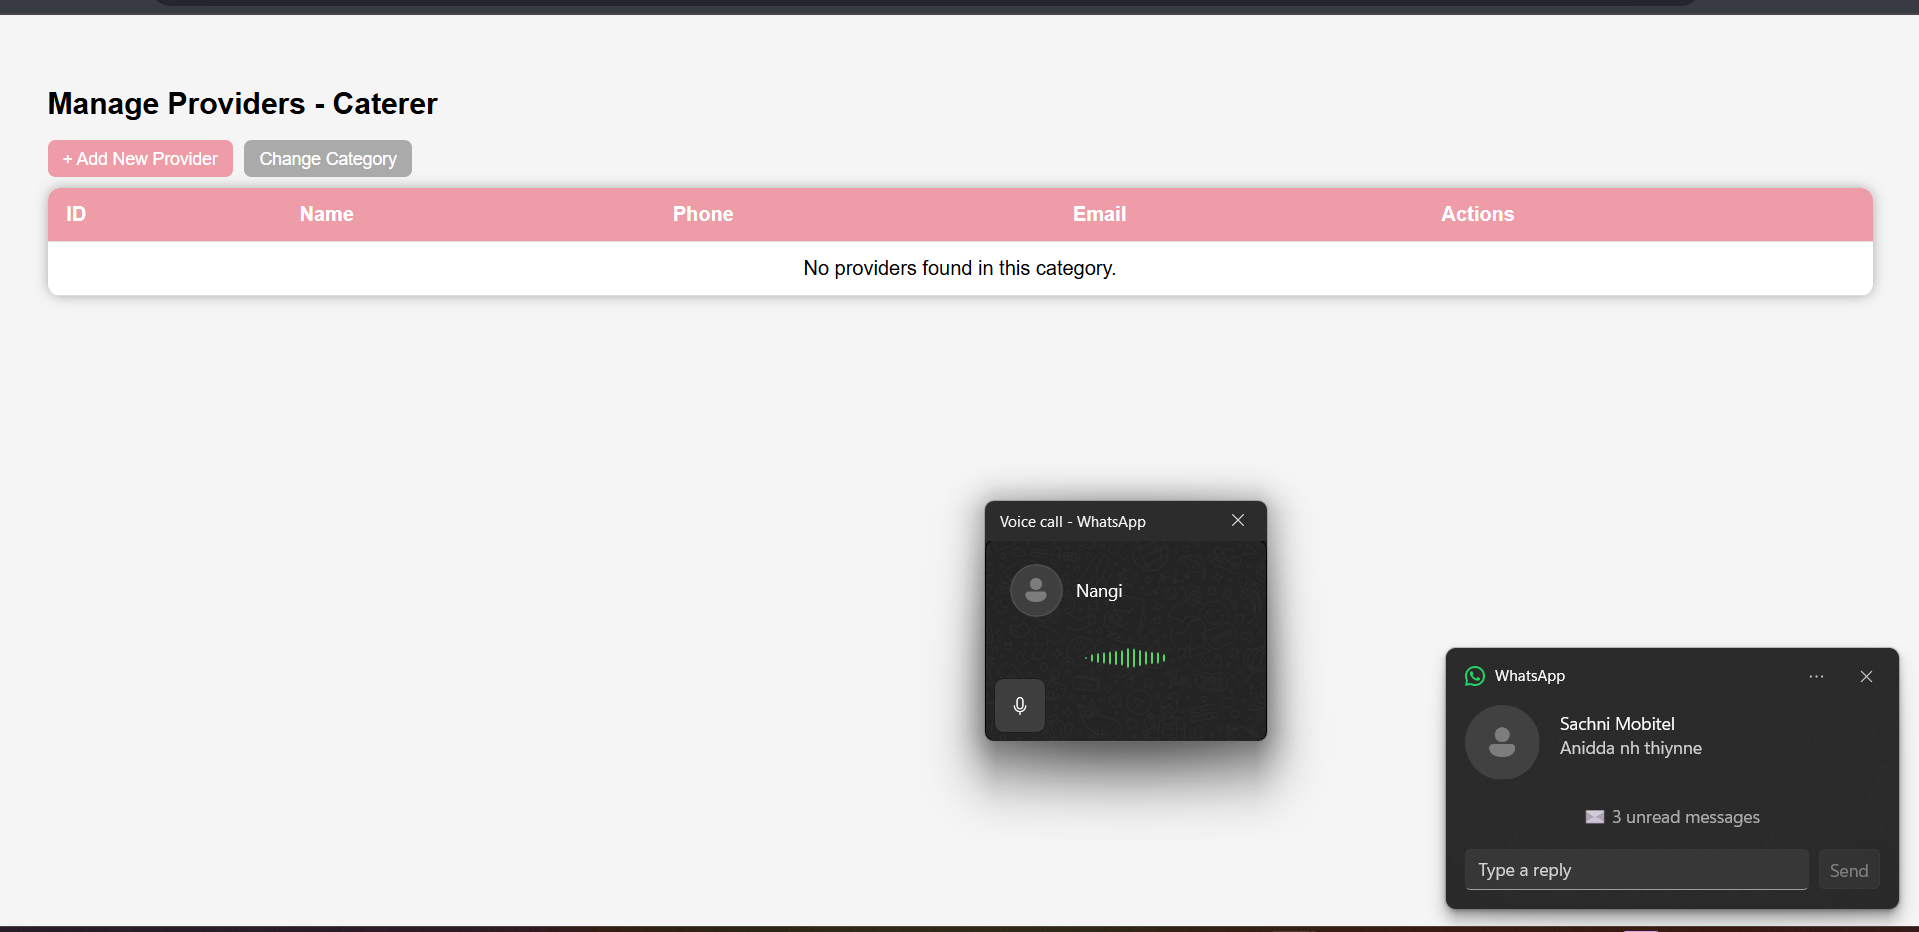 Manage Providers - Caterer
+ Add New Provider
Change Category
ID Name Phone Email Actions
No providers found in this category.
Voice call - WhatsApp
Nangi
WhatsApp
Sachni Mobitel
Anidda nh thiynne
3 unread messages
Type a reply
Send